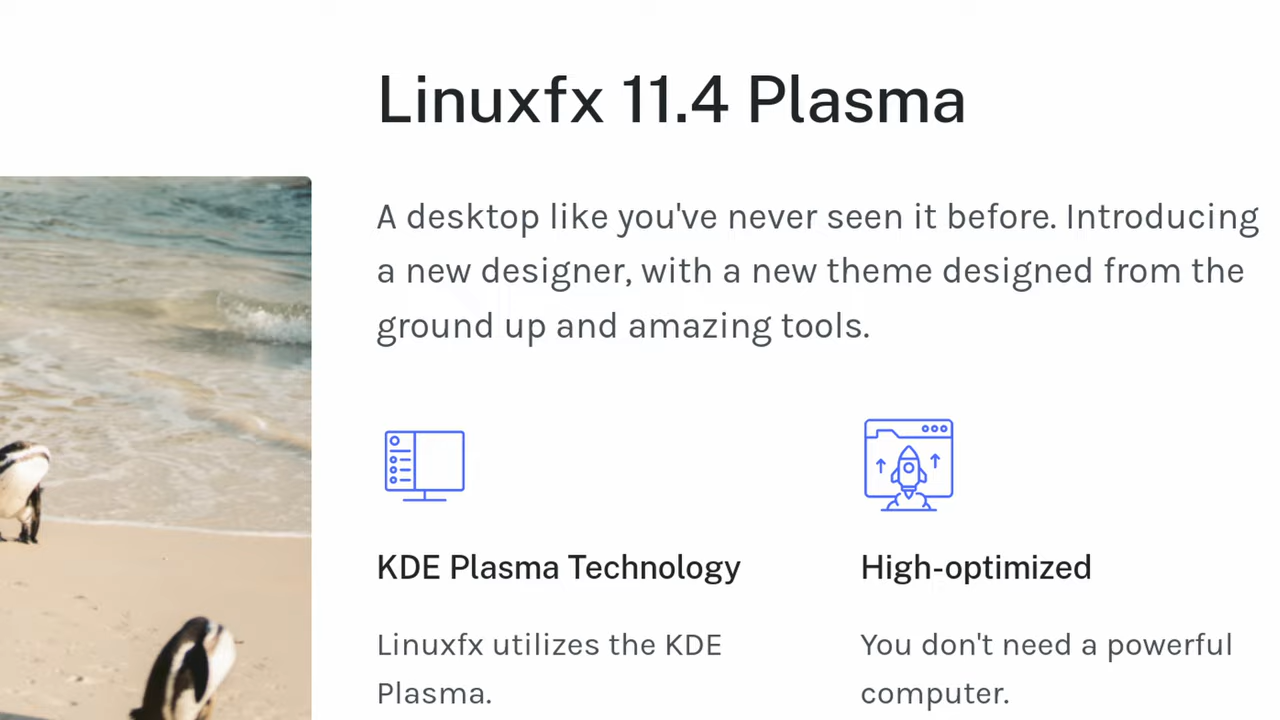 Linuxfx 11.4 Plasma
A desktop like you've never seen it before. Introducing
a new designer, with a new theme designed from the
ground up and amazing tools.
KDE Plasma Technology
High-optimized
Linuxfx utilizes the KDE
Plasma.
You don't need a powerful
computer.